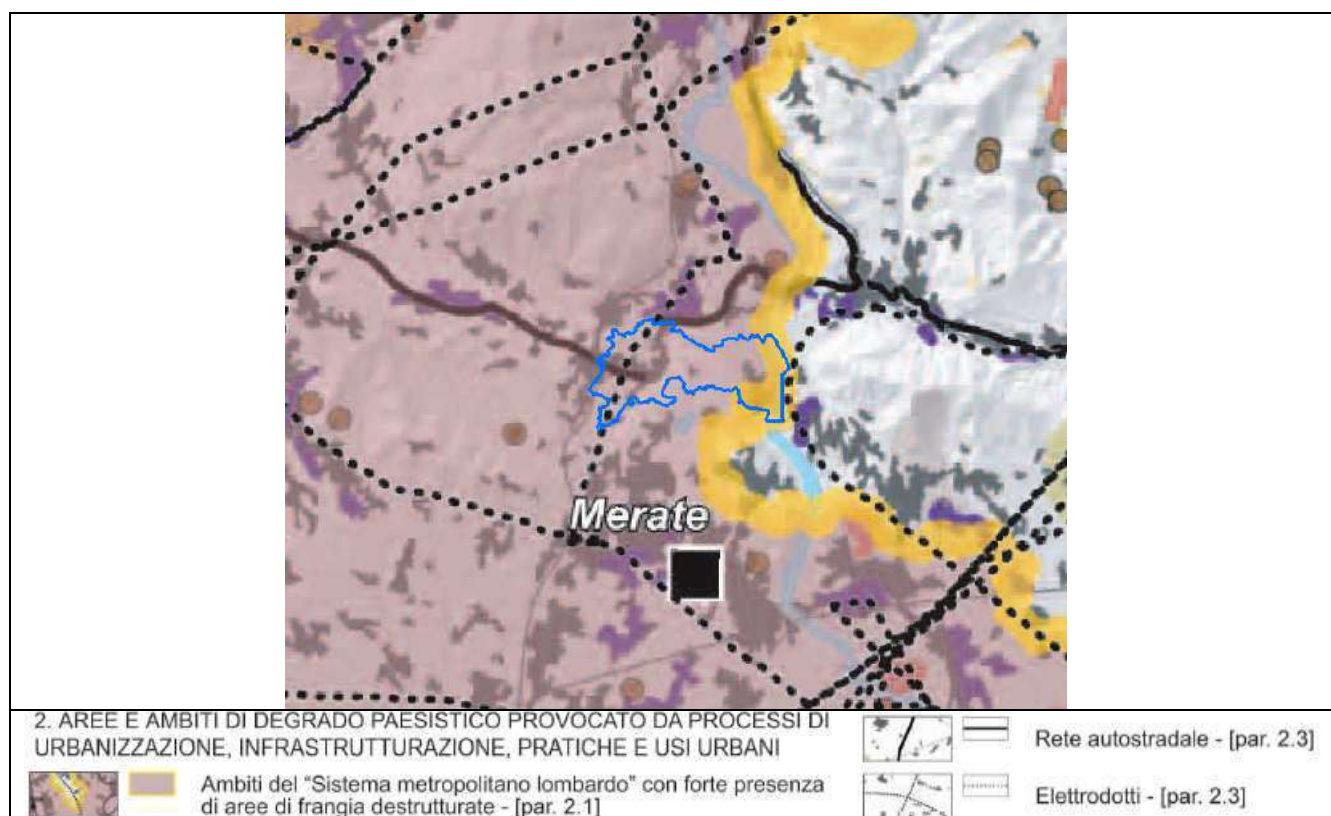 Merate
2. AREE E AMBITI DI DEGRADO PAESISTICO PROVOCATO DA PROCESSI DI
URBANIZZAZIONE, INFRASTRUTTURAZIONE, PRATICHE E USI URBANI
Ambiti del “Sistema metropolitano lombardo” con forte presenza
di aree di frangia destrutturate - [par. 2.1]
Rete autostradale - [par. 2.3]
Elettrodotti - [par. 2.3]